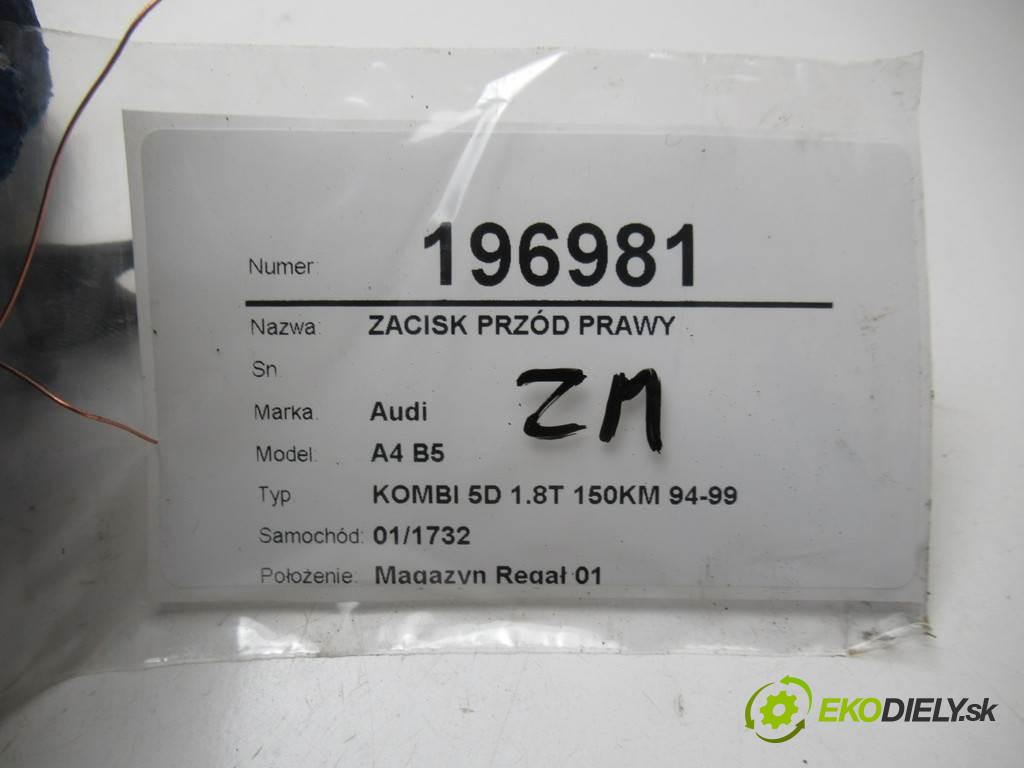 Numer: 196981
Nazwa: ZACISK PRZÓD PRAWY
Sn
ZM
Marka: Audi
Model: A4 B5
Typ KOMBI 5D 1.8T 150KM 94-99
Samochód: 01/1732
Położenie: Magazyn Regał 01
EKODIELY.sk